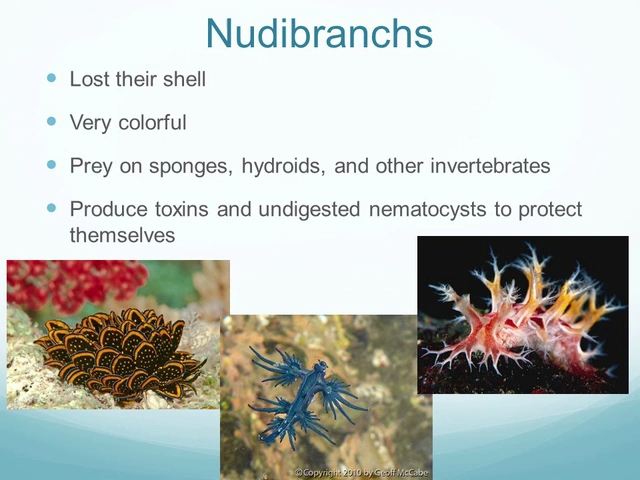 Nudibranchs
Lost their shell
Very colorful
Prey on sponges, hydroids, and other invertebrates
Produce toxins and undigested nematocysts to protect
themselves
©Copyright 2010 by Geoff McCabe